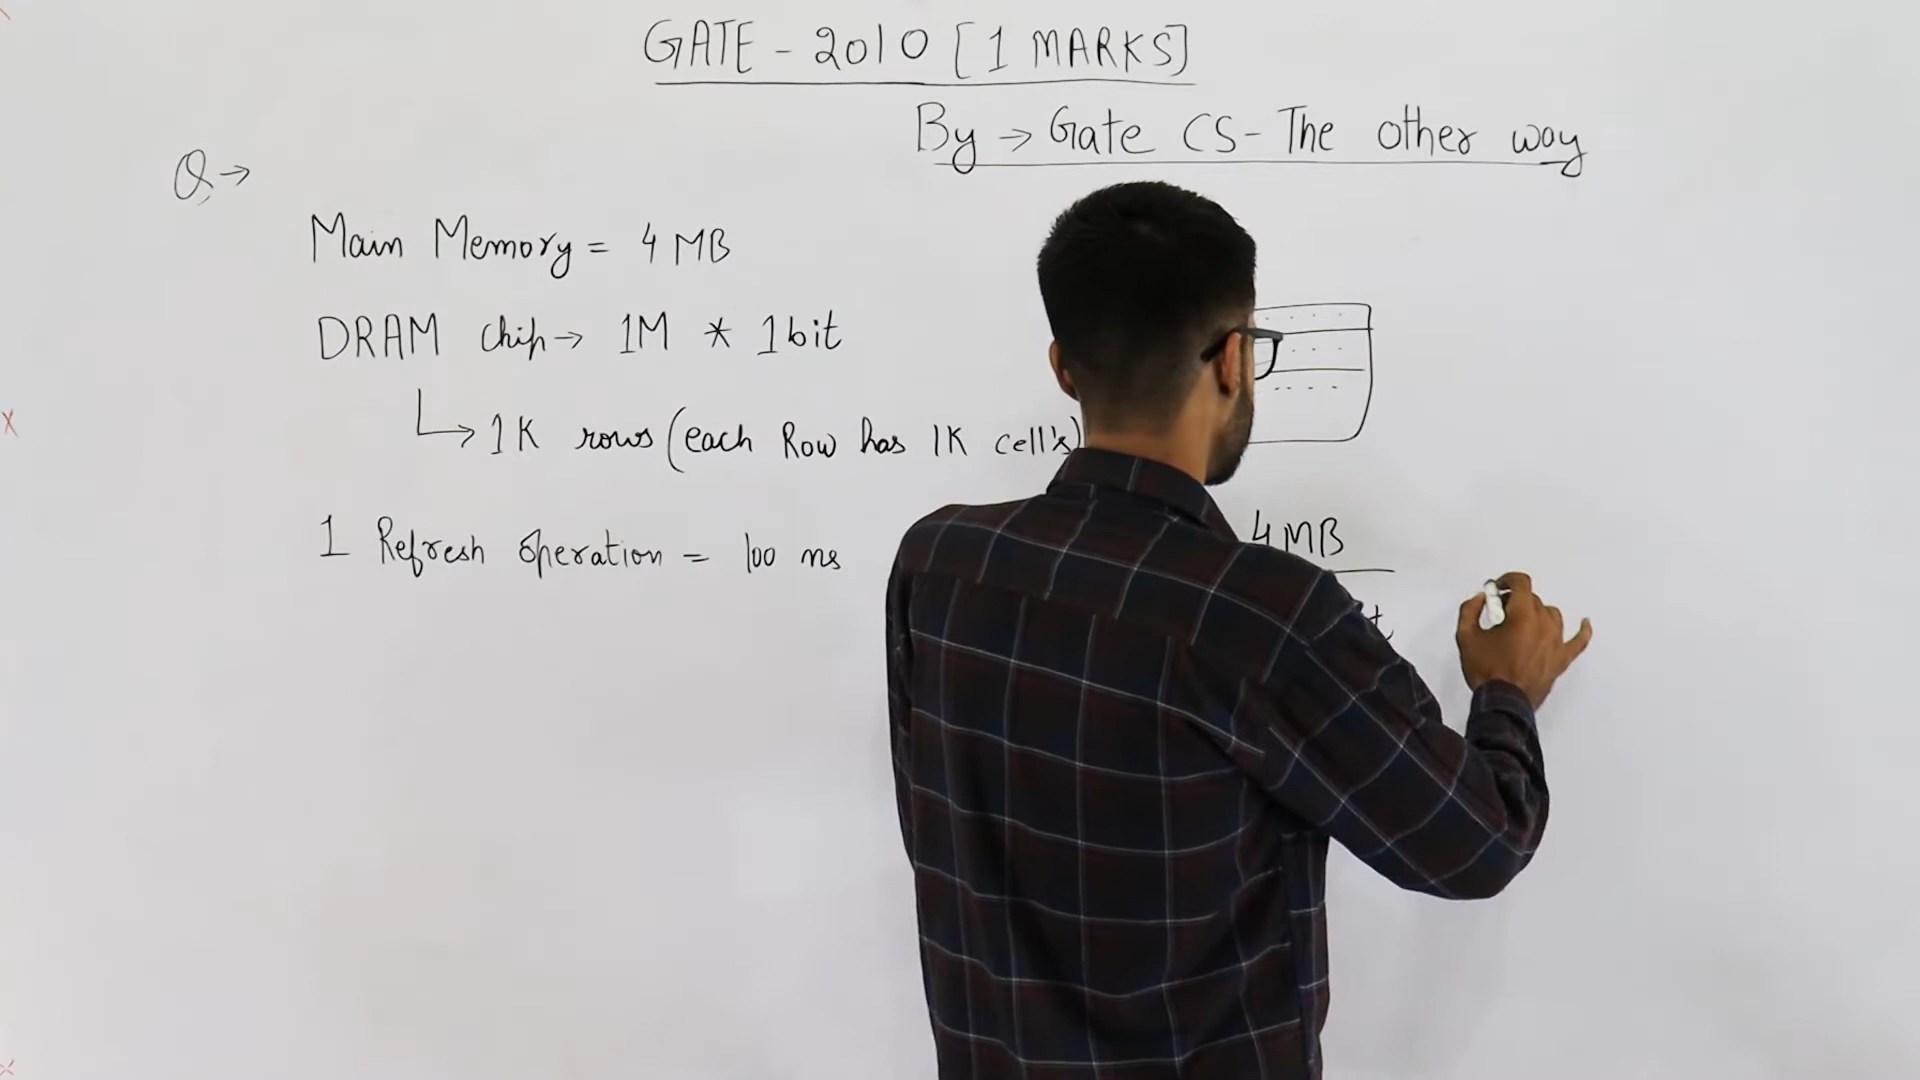 GATE - 2010 [1 MARKS]
By → Gate CS - The other way
Q →
Main Memory = 4 MB
DRAM chip → 1M * 1bit
↳ 1K rows (each Row has 1K cell's)
1 Refresh operation = 100 ns
4 MB